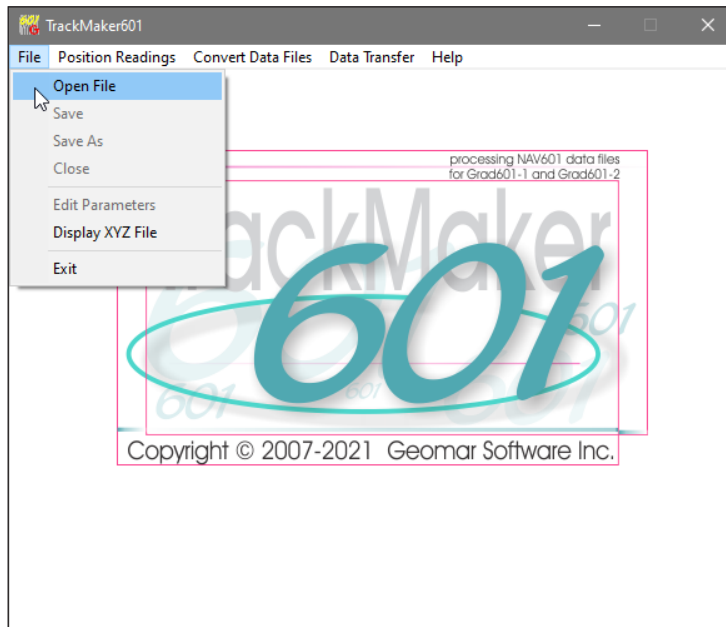 TrackMaker601
File Position Readings Convert Data Files Data Transfer Help
Open File
Save
Save As
Close
Edit Parameters
Display XYZ File
Exit
processing NAV601 data files
for Grad601-1 and Grad601-2
TrackMaker
601
601
601
601
601
Copyright © 2007-2021 Geomar Software Inc.